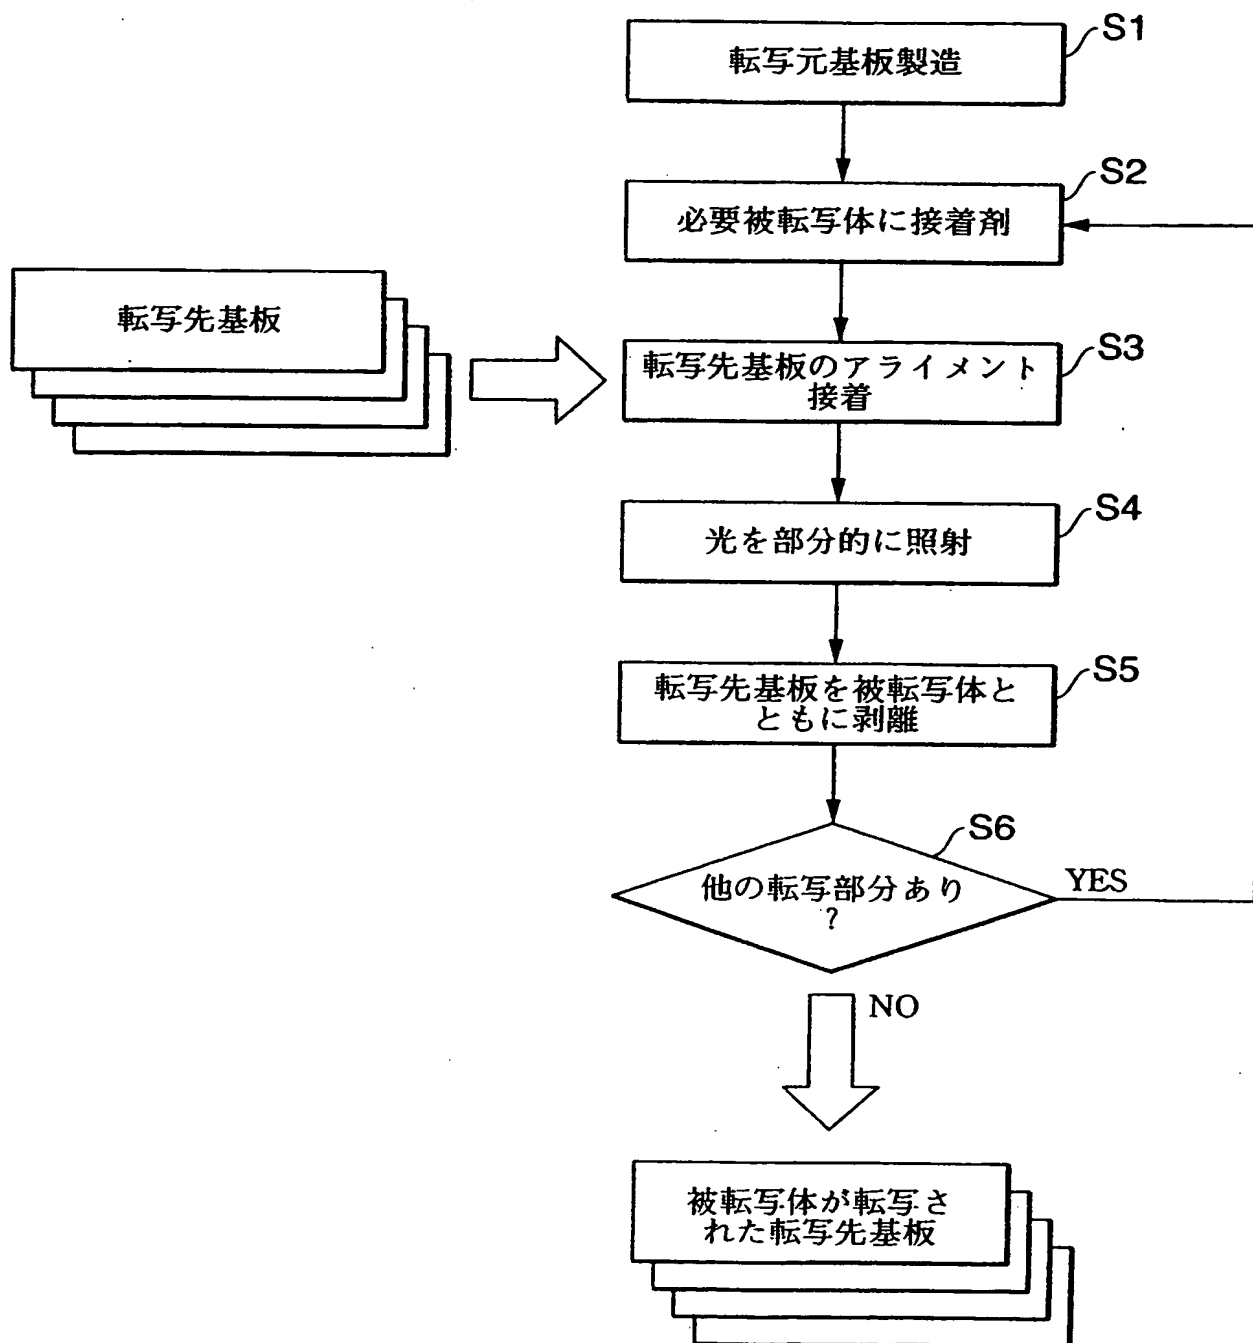 S1
転写元基板製造
S2
必要被転写体に接着剤
転写先基板
S3
転写先基板のアライメント
接着
S4
光を部分的に照射
S5
転写先基板を被転写体と
ともに剥離
S6
他の転写部分あり
?
YES
NO
被転写体が転写さ
れた転写先基板